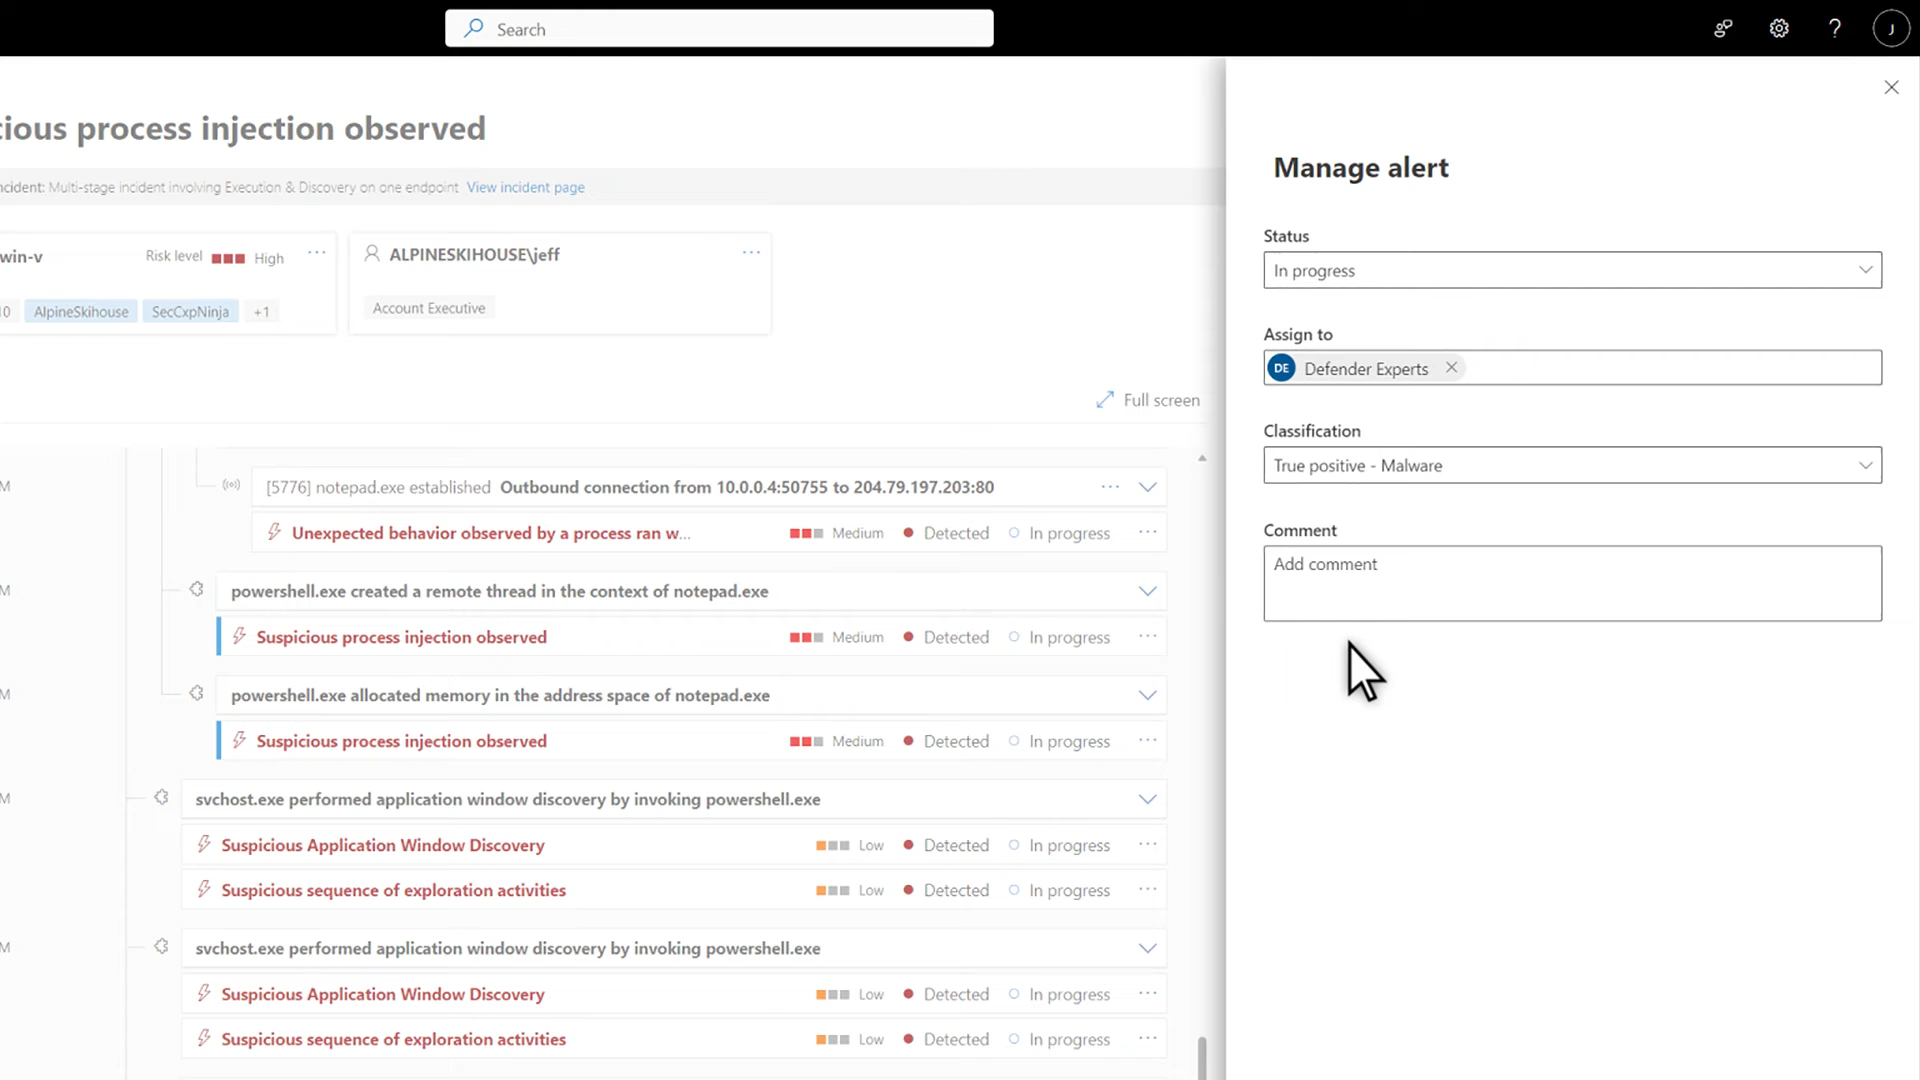 Search
J
cious process injection observed
ncident: Multi-stage incident involving Execution & Discovery on one endpoint View incident page
win-v Risk level High ...
10 AlpineSkihouse SecCxpNinja +1
ALPINESKIHOUSE\jeff ...
Account Executive
Full screen
M [5776] notepad.exe established Outbound connection from 10.0.0.4:50755 to 204.79.197.203:80 ...
Unexpected behavior observed by a process ran w... Medium Detected In progress ...
M powershell.exe created a remote thread in the context of notepad.exe
Suspicious process injection observed Medium Detected In progress ...
M powershell.exe allocated memory in the address space of notepad.exe
Suspicious process injection observed Medium Detected In progress ...
M svchost.exe performed application window discovery by invoking powershell.exe
Suspicious Application Window Discovery Low Detected In progress ...
Suspicious sequence of exploration activities Low Detected In progress ...
M svchost.exe performed application window discovery by invoking powershell.exe
Suspicious Application Window Discovery Low Detected In progress ...
Suspicious sequence of exploration activities Low Detected In progress ...
Manage alert
Status
In progress
Assign to
DE Defender Experts
Classification
True positive - Malware
Comment
Add comment